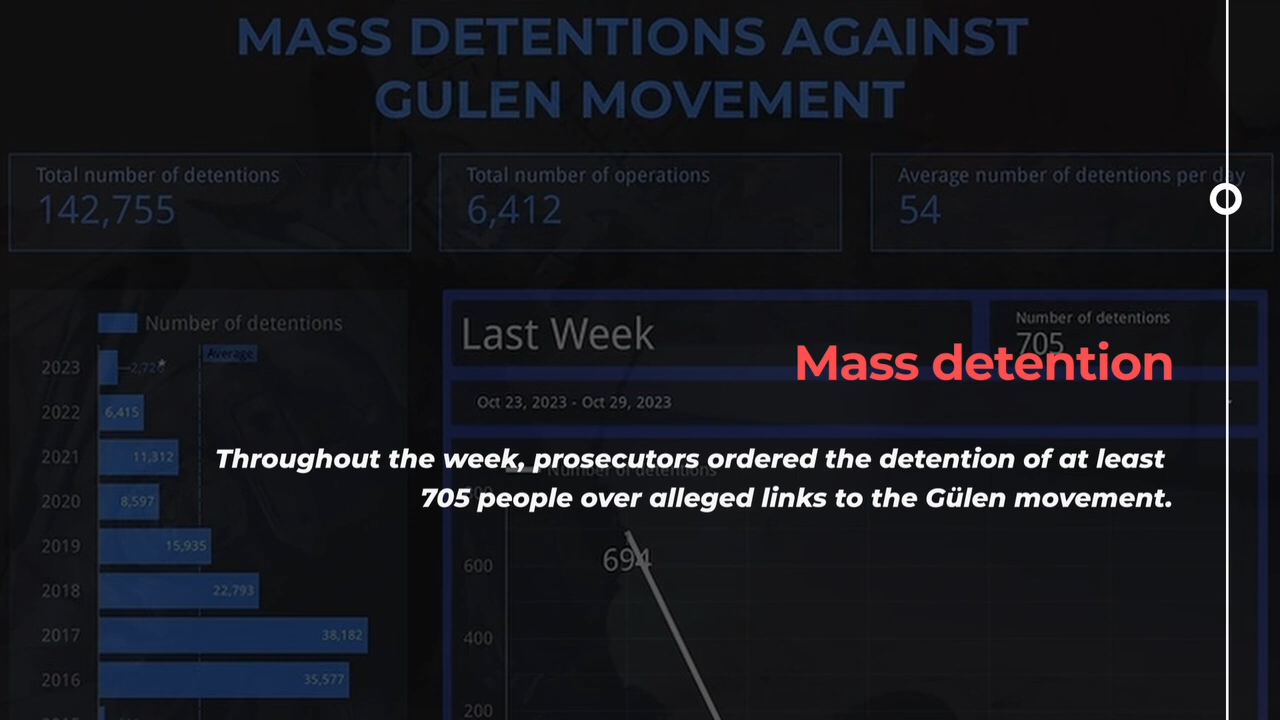 MASS DETENTIONS AGAINST
GULEN MOVEMENT
Total number of detentions
142,755
Total number of operations
6,412
Average number of detentions per day
54
Number of detentions
Average
2023
2022 6,415
2021 11,312
2020 8,597
2019 15,935
2018 22,793
2017 38,182
2016 35,577
Last Week
Number of detentions
705
Oct 23, 2023 - Oct 29, 2023
Number of detentions
694
600
400
200
Mass detention
Throughout the week, prosecutors ordered the detention of at least
705 people over alleged links to the Gülen movement.